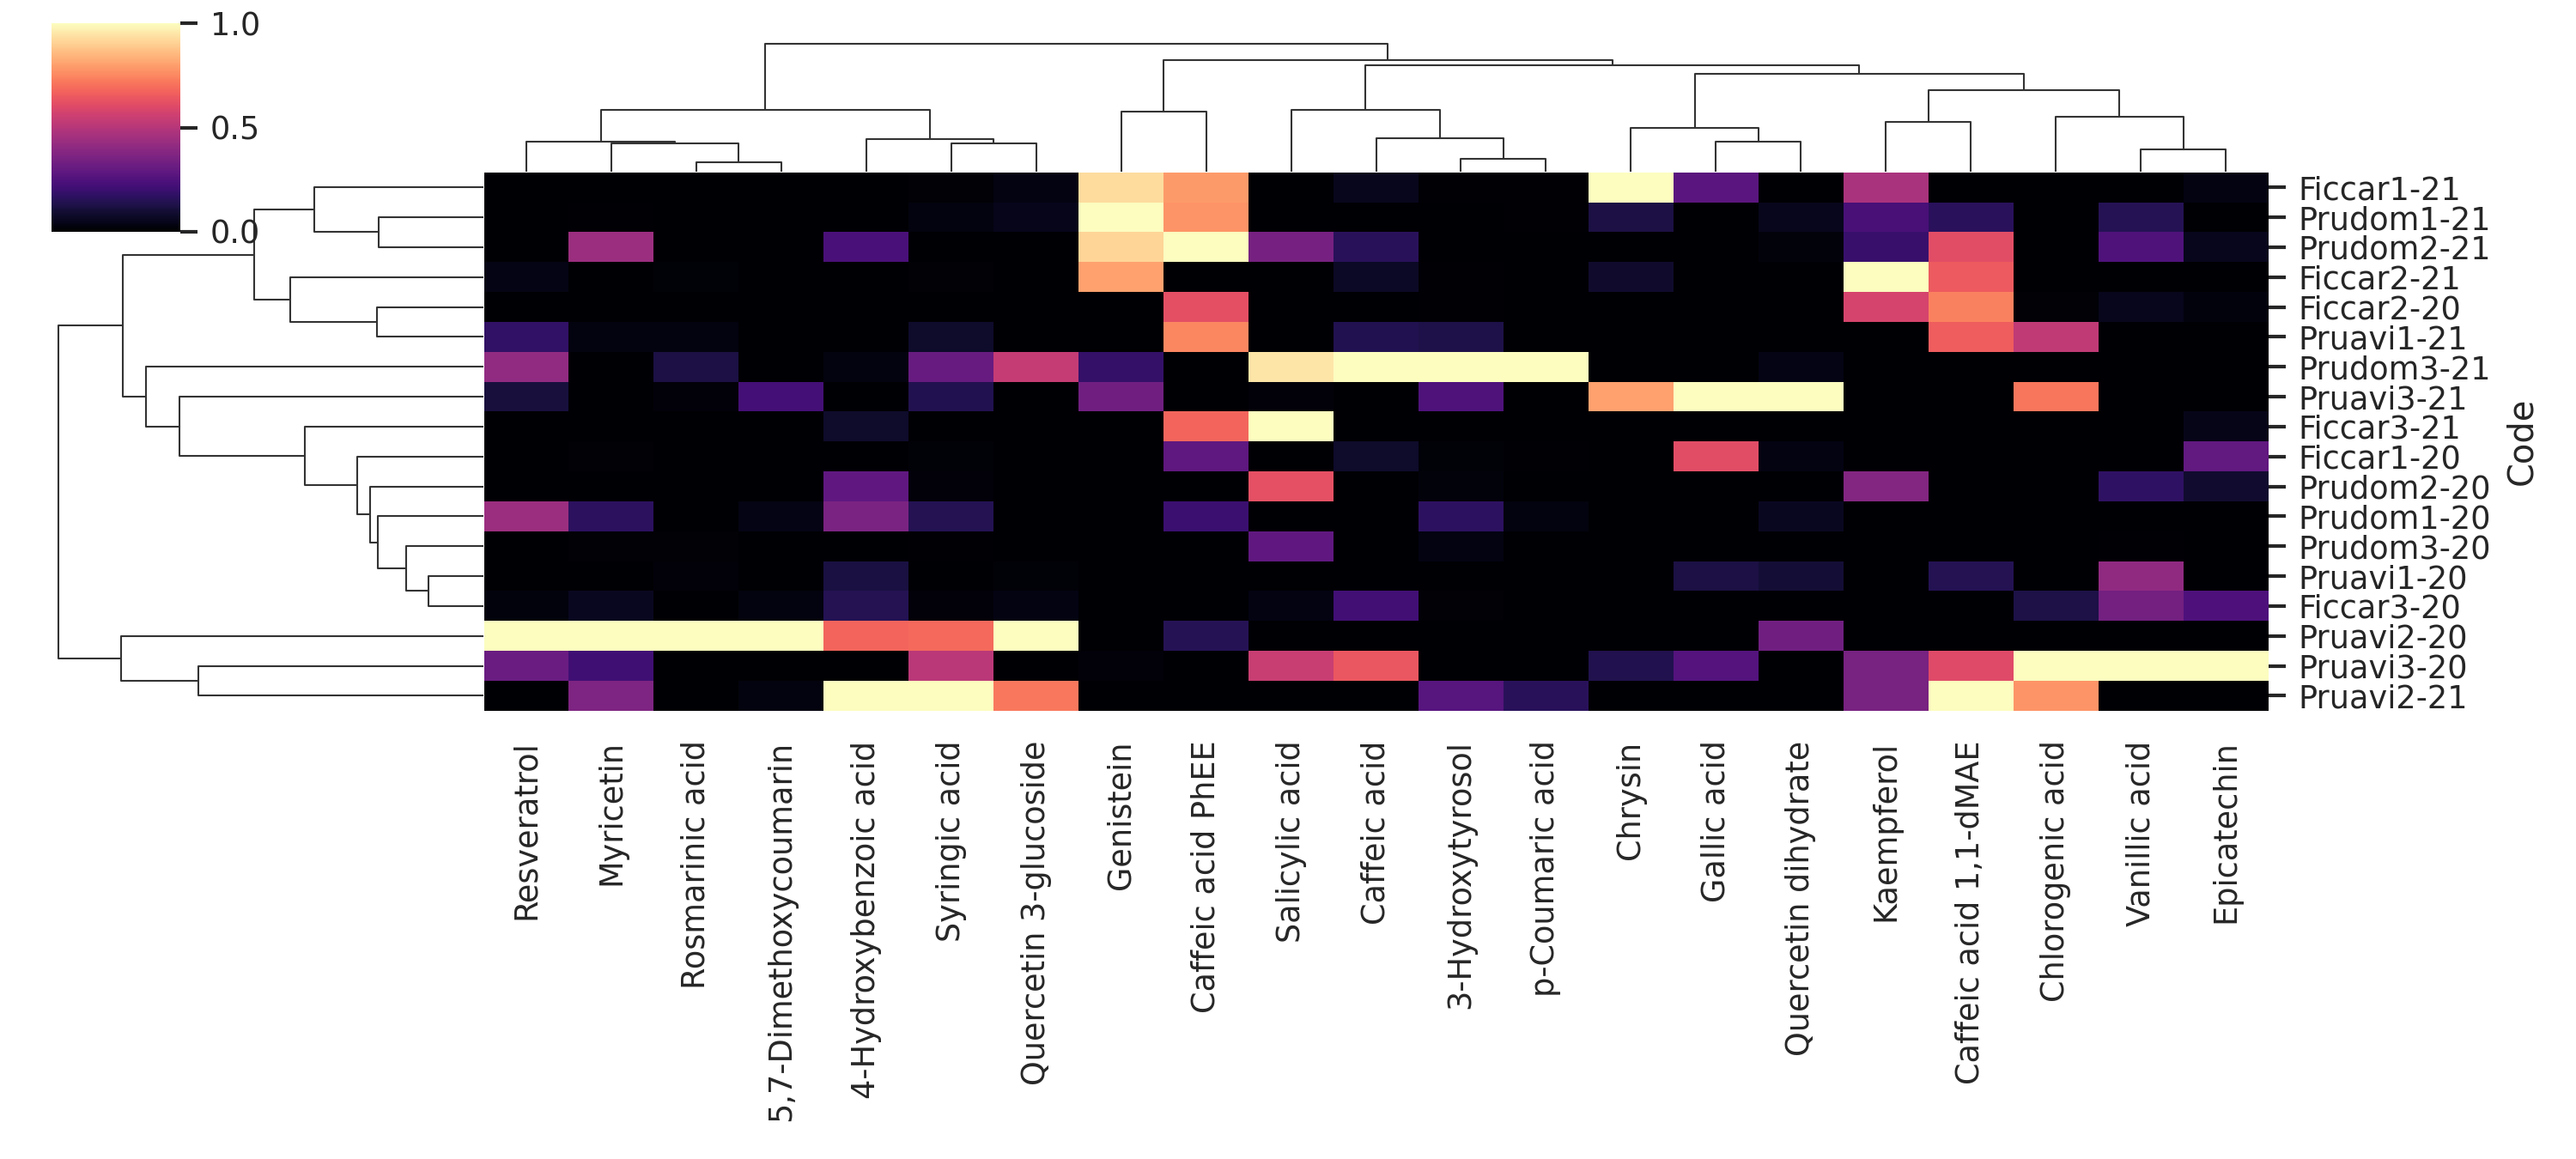 1.0
0.5
0.0
Ficcar1-21
Prudom1-21
Prudom2-21
Ficcar2-21
Ficcar2-20
Pruavi1-21
Prudom3-21
Pruavi3-21
Ficcar3-21
Ficcar1-20
Prudom2-20
Prudom1-20
Prudom3-20
Pruavi1-20
Ficcar3-20
Pruavi2-20
Pruavi3-20
Pruavi2-21
Code
Resveratrol
Myricetin
Rosmarinic acid
5,7-Dimethoxycoumarin
4-Hydroxybenzoic acid
Syringic acid
Quercetin 3-glucoside
Genistein
Caffeic acid PhEE
Salicylic acid
Caffeic acid
3-Hydroxytyrosol
p-Coumaric acid
Chrysin
Gallic acid
Quercetin dihydrate
Kaempferol
Caffeic acid 1,1-dMAE
Chlorogenic acid
Vanillic acid
Epicatechin